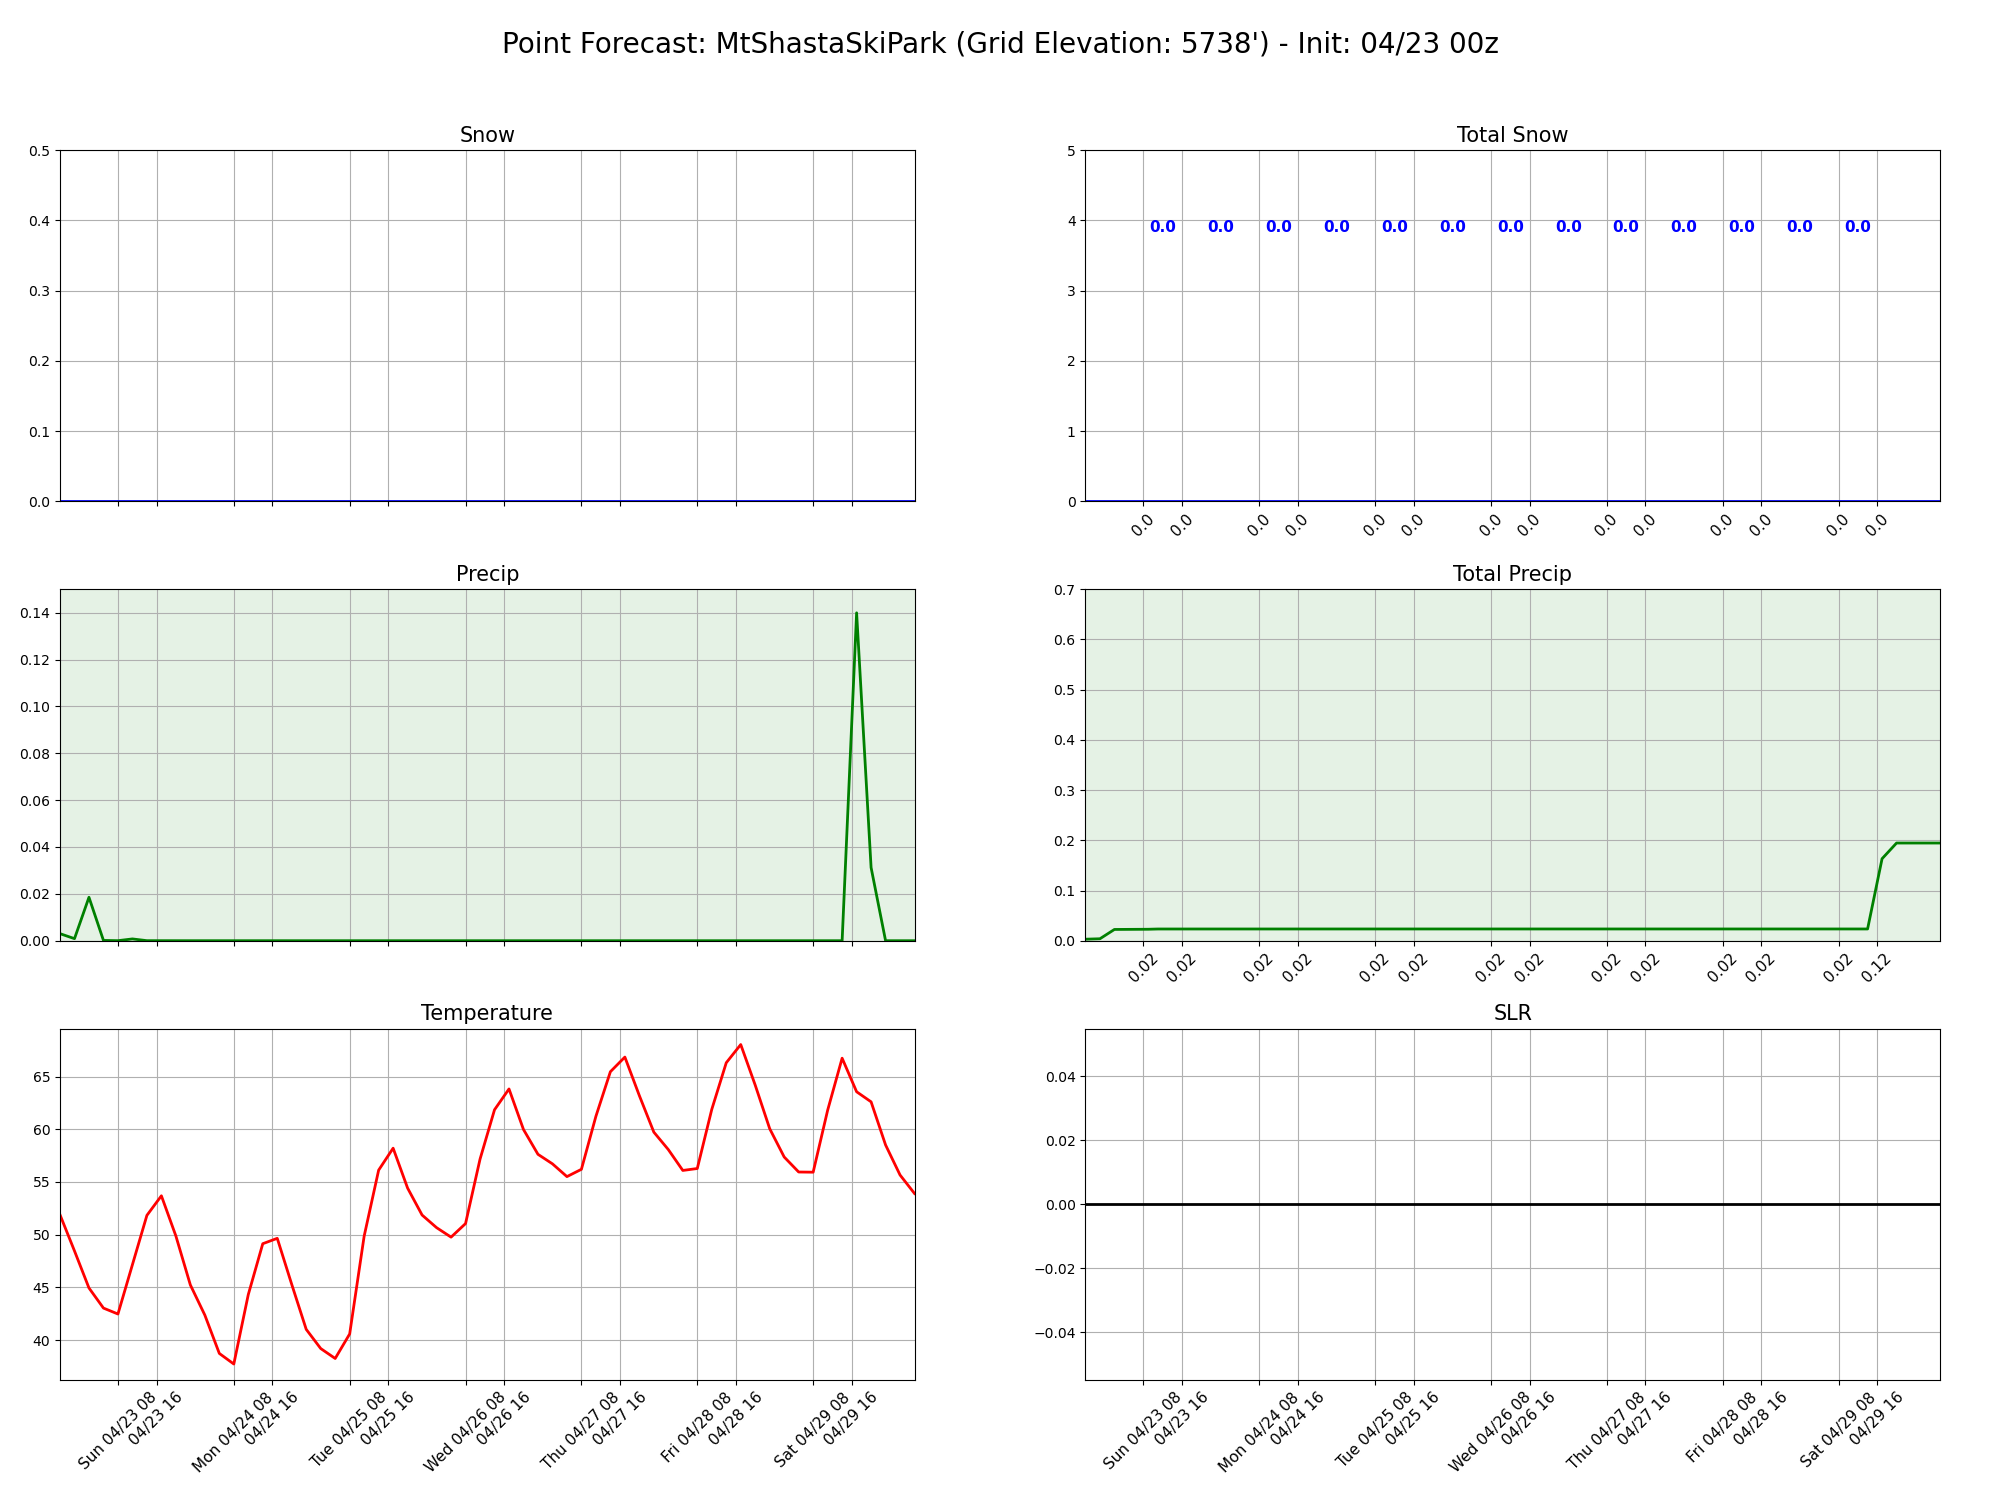 Point Forecast: MtShastaSkiPark (Grid Elevation: 5738') - Init: 04/23 00z
Snow
0.5
0.4
0.3
0.2
0.1
0.0
Total Snow
5
4
3
2
1
0
0.0 0.0 0.0 0.0 0.0 0.0 0.0 0.0 0.0 0.0 0.0 0.0 0.0
0.0 0.0 0.0 0.0 0.0 0.0 0.0 0.0 0.0 0.0 0.0 0.0 0.0 0.0
Precip
0.14
0.12
0.10
0.08
0.06
0.04
0.02
0.00
Total Precip
0.7
0.6
0.5
0.4
0.3
0.2
0.1
0.0
0.02 0.02 0.02 0.02 0.02 0.02 0.02 0.02 0.02 0.02 0.02 0.02 0.02 0.12
Temperature
65
60
55
50
45
40
Sun 04/23 08
04/23 16
Mon 04/24 08
04/24 16
Tue 04/25 08
04/25 16
Wed 04/26 08
04/26 16
Thu 04/27 08
04/27 16
Fri 04/28 08
04/28 16
Sat 04/29 08
04/29 16
SLR
0.04
0.02
0.00
−0.02
−0.04
Sun 04/23 08
04/23 16
Mon 04/24 08
04/24 16
Tue 04/25 08
04/25 16
Wed 04/26 08
04/26 16
Thu 04/27 08
04/27 16
Fri 04/28 08
04/28 16
Sat 04/29 08
04/29 16